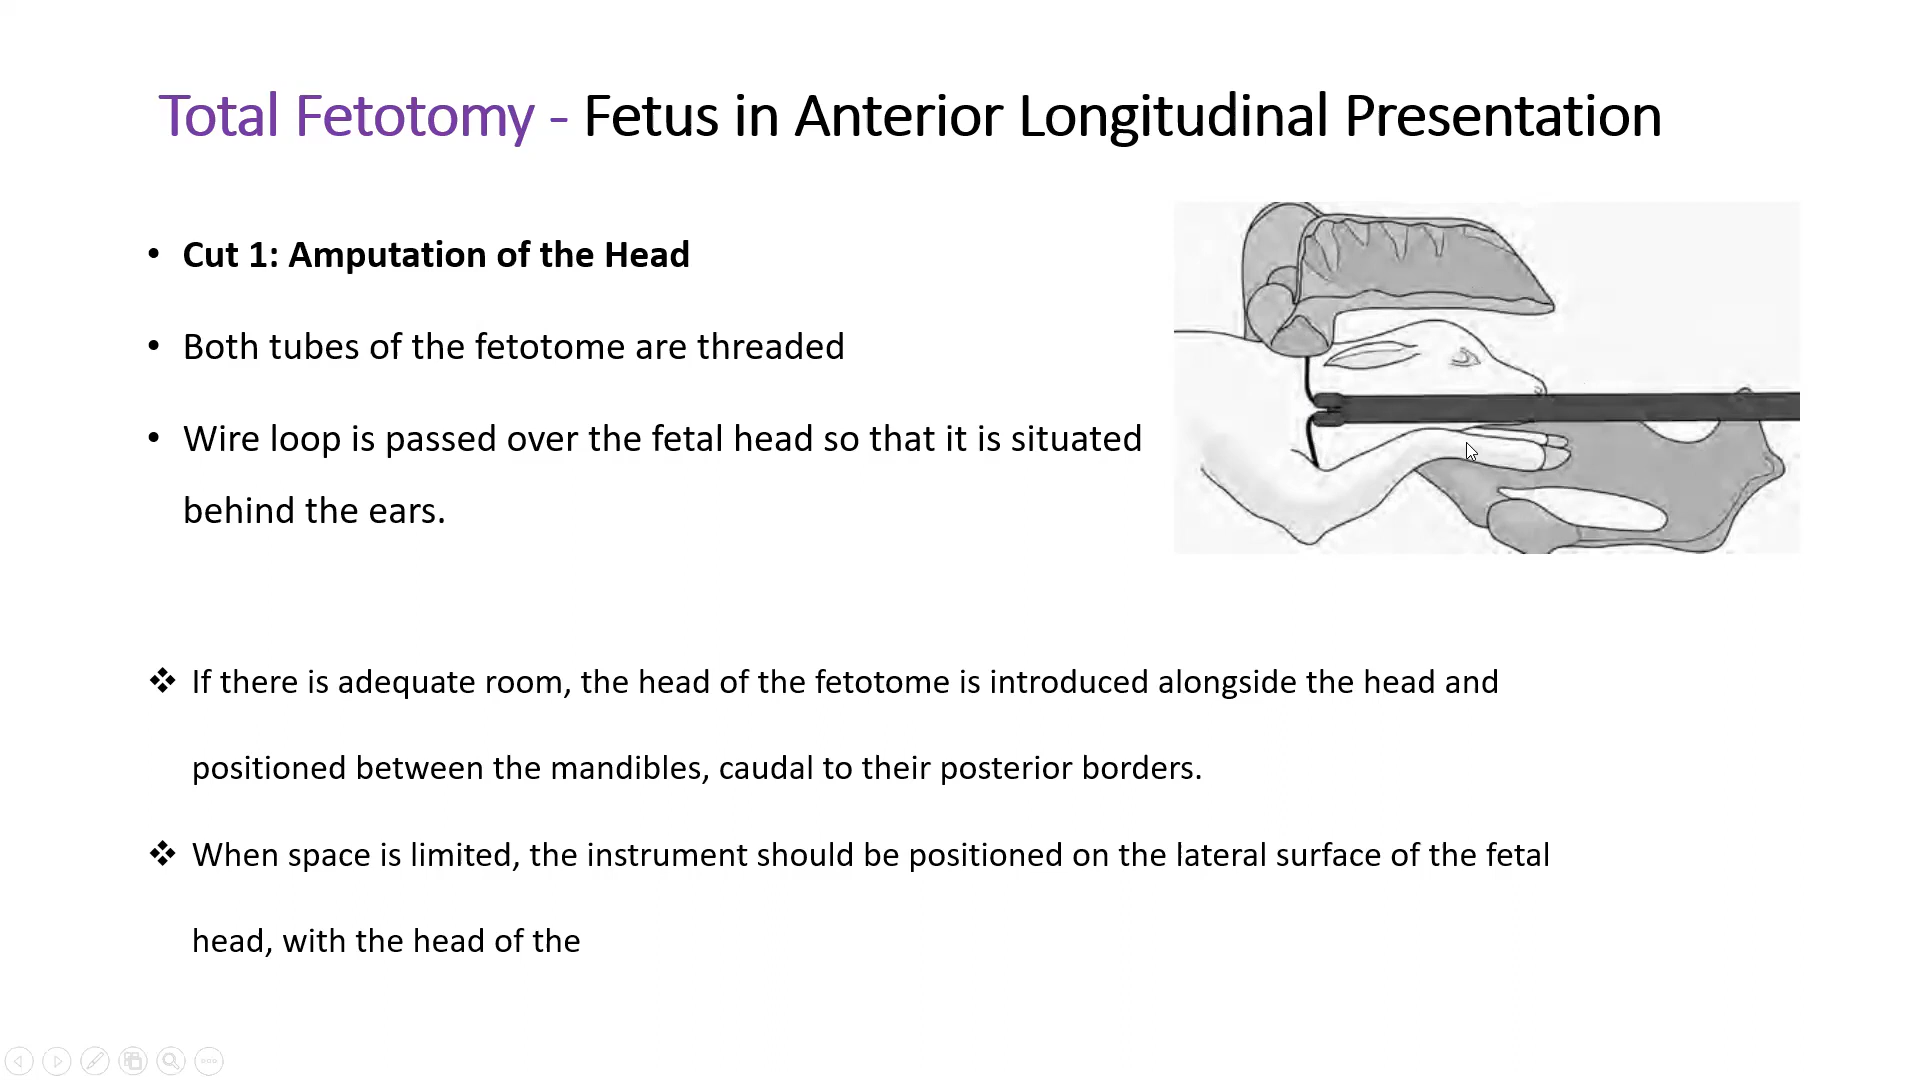 Total Fetotomy - Fetus in Anterior Longitudinal Presentation
• Cut 1: Amputation of the Head
• Both tubes of the fetotome are threaded
• Wire loop is passed over the fetal head so that it is situated
behind the ears.
❖ If there is adequate room, the head of the fetotome is introduced alongside the head and
positioned between the mandibles, caudal to their posterior borders.
❖ When space is limited, the instrument should be positioned on the lateral surface of the fetal
head, with the head of the